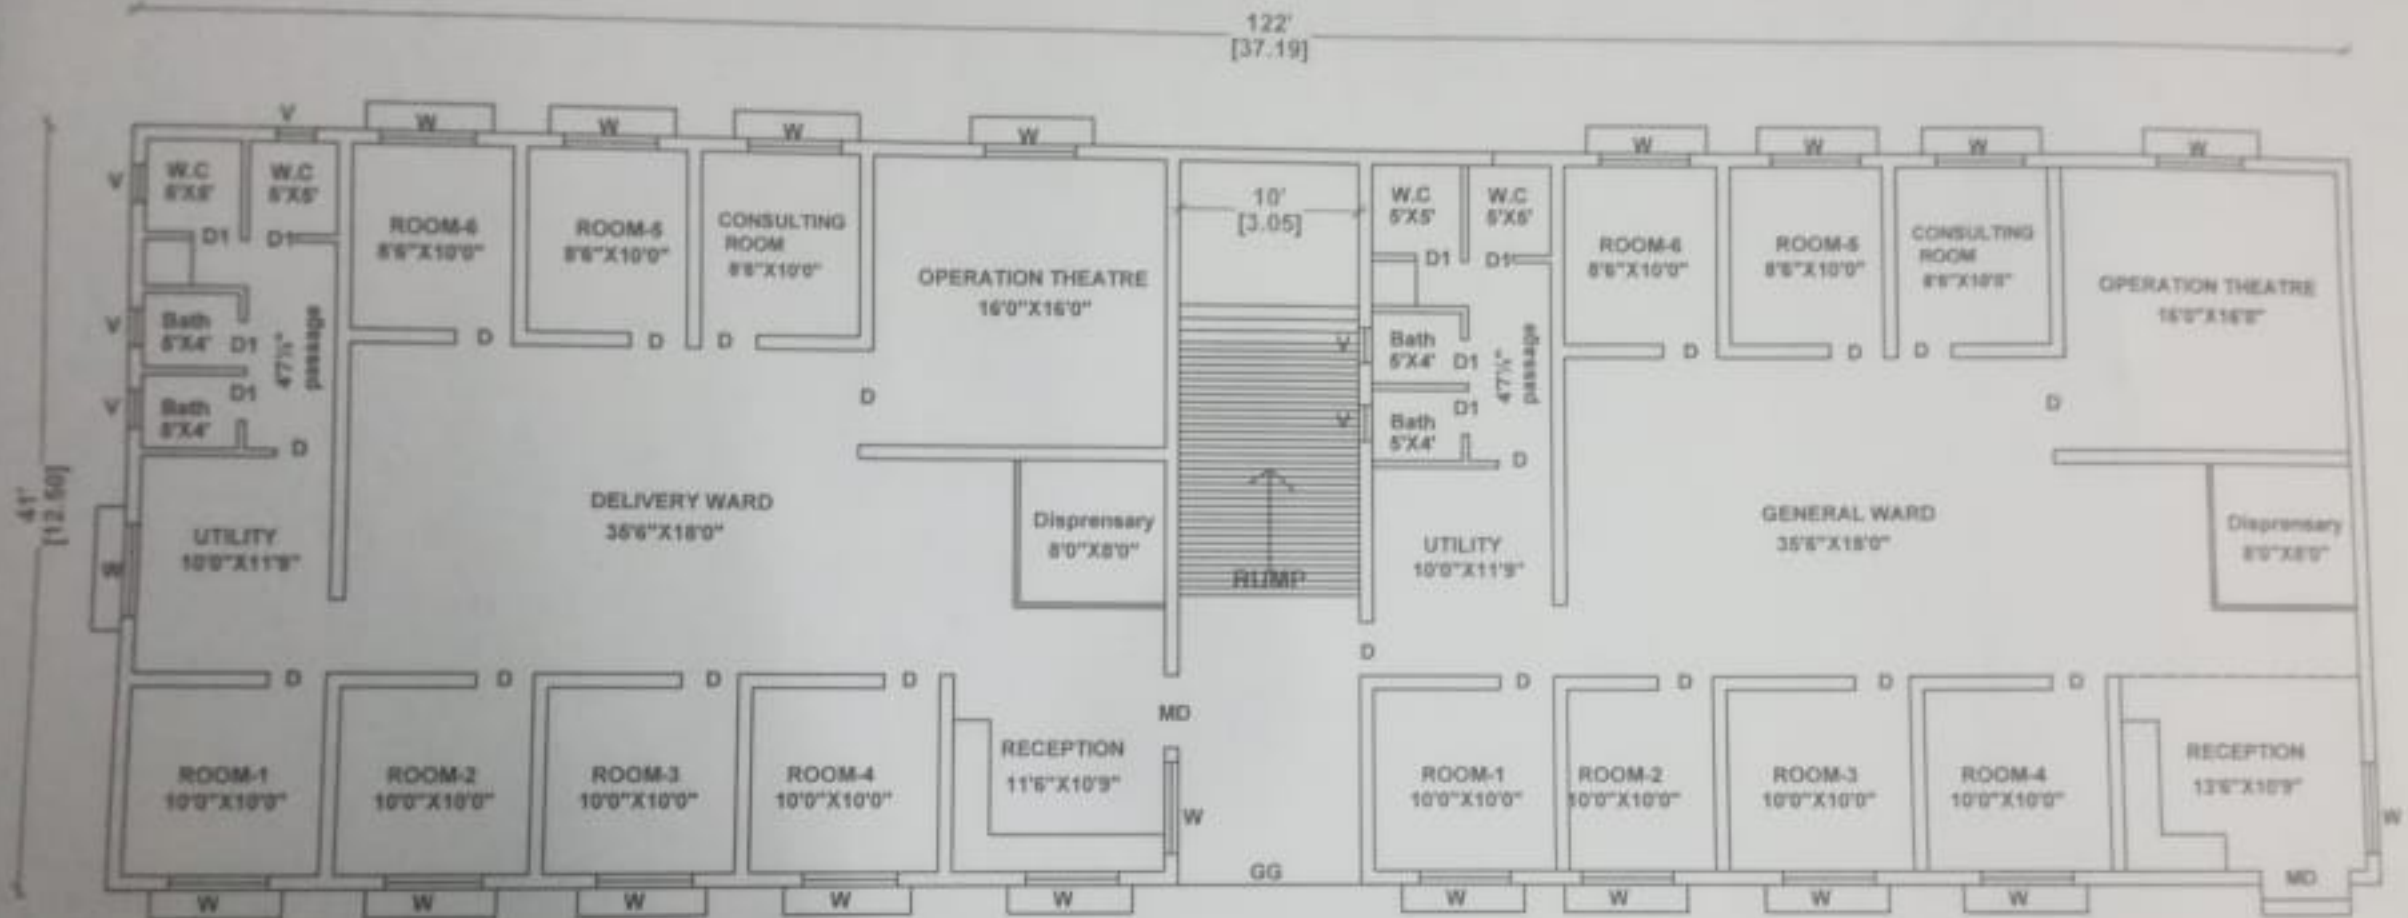 122'
[37.19]
41'
[12.50]
V
W
W
W
W
W
W
W
W
V
W.C
5'X5'
W.C
5'X5'
D1
D1
ROOM-6
8'6"X10'0"
ROOM-5
8'6"X10'0"
CONSULTING
ROOM
8'6"X10'0"
OPERATION THEATRE
16'0"X16'0"
10'
[3.05]
W.C
5'X5'
W.C
5'X5'
D1
D1
ROOM-6
8'6"X10'0"
ROOM-5
8'6"X10'0"
CONSULTING
ROOM
8'6"X10'0"
OPERATION THEATRE
16'0"X16'0"
V
Bath
5'X4'
D1
4'7½"
passage
D
D
D
V
Bath
5'X4'
D1
4'7½"
passage
D
D
D
V
Bath
5'X4'
D1
D
D
V
Bath
5'X4'
D1
D
D
W
UTILITY
10'0"X11'9"
DELIVERY WARD
35'6"X18'0"
Disprensary
8'0"X8'0"
RUMP
UTILITY
10'0"X11'9"
GENERAL WARD
35'6"X18'0"
Disprensary
8'0"X8'0"
D
D
D
D
D
MD
D
D
D
D
ROOM-1
10'0"X10'0"
ROOM-2
10'0"X10'0"
ROOM-3
10'0"X10'0"
ROOM-4
10'0"X10'0"
RECEPTION
11'6"X10'9"
W
ROOM-1
10'0"X10'0"
ROOM-2
10'0"X10'0"
ROOM-3
10'0"X10'0"
ROOM-4
10'0"X10'0"
RECEPTION
13'6"X10'9"
W
GG
MD
W
W
W
W
W
W
W
W
W